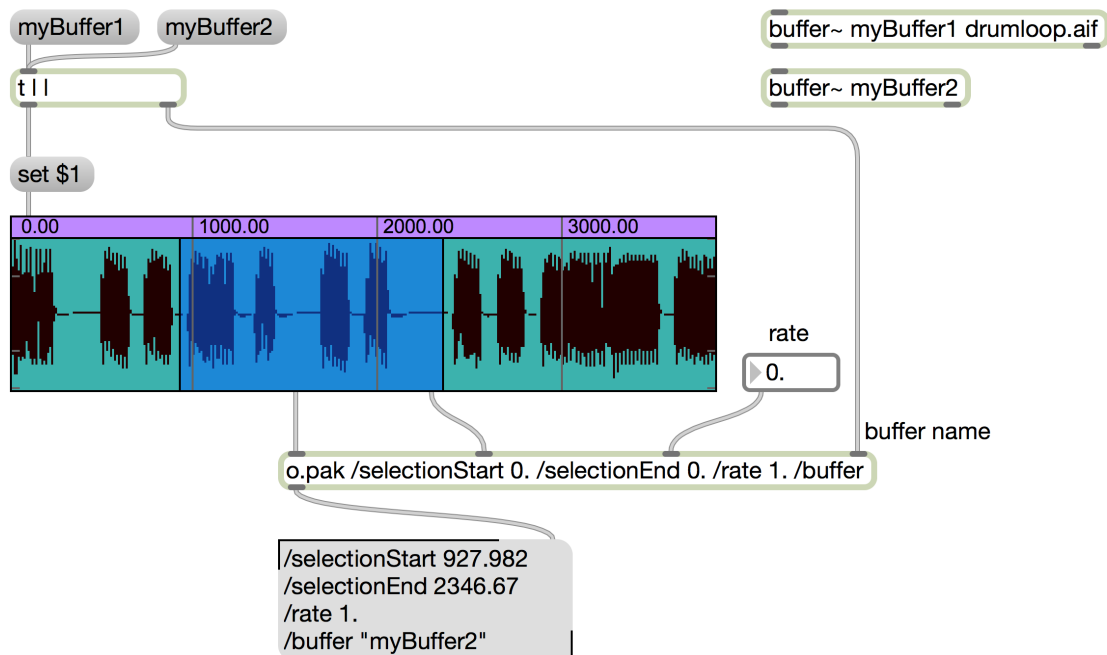 myBuffer1
myBuffer2
buffer~ myBuffer1 drumloop.aif
t l l
buffer~ myBuffer2
set $1
0.00
1000.00
2000.00
3000.00
rate
0.
buffer name
o.pak /selectionStart 0. /selectionEnd 0. /rate 1. /buffer
/selectionStart 927.982
/selectionEnd 2346.67
/rate 1.
/buffer "myBuffer2"